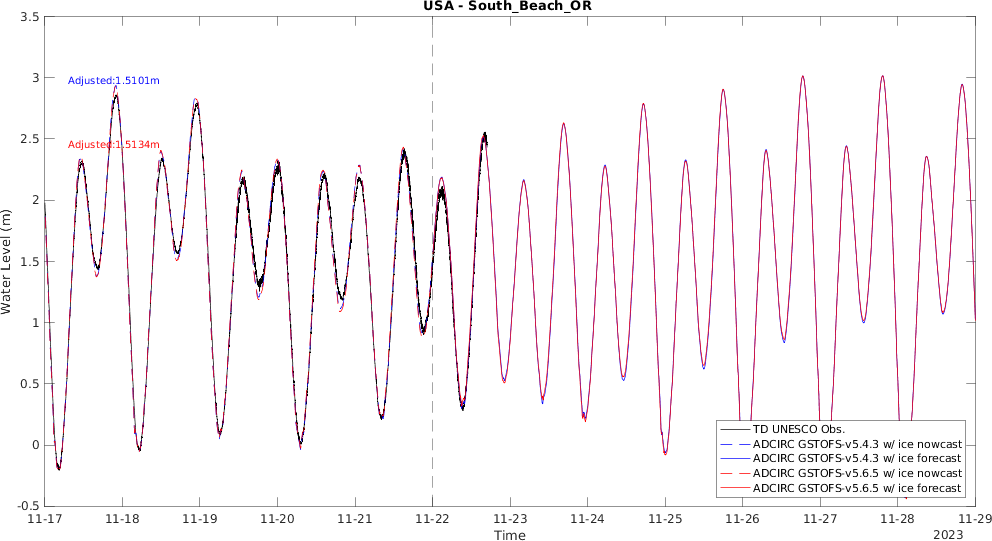 USA - South_Beach_OR
3.5
3
2.5
2
1.5
1
0.5
0
-0.5
Water Level (m)
Adjusted:1.5101m
Adjusted:1.5134m
TD UNESCO Obs.
ADCIRC GSTOFS-v5.4.3 w/ ice nowcast
ADCIRC GSTOFS-v5.4.3 w/ ice forecast
ADCIRC GSTOFS-v5.6.5 w/ ice nowcast
ADCIRC GSTOFS-v5.6.5 w/ ice forecast
11-17 11-18 11-19 11-20 11-21 11-22 11-23 11-24 11-25 11-26 11-27 11-28 11-29
Time
2023